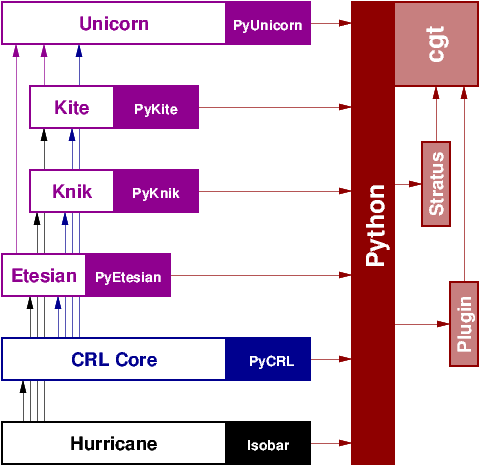 Unicorn PyUnicorn
cgt
Kite PyKite
Knik PyKnik
Stratus
Python
Etesian PyEtesian
Plugin
CRL Core PyCRL
Hurricane Isobar